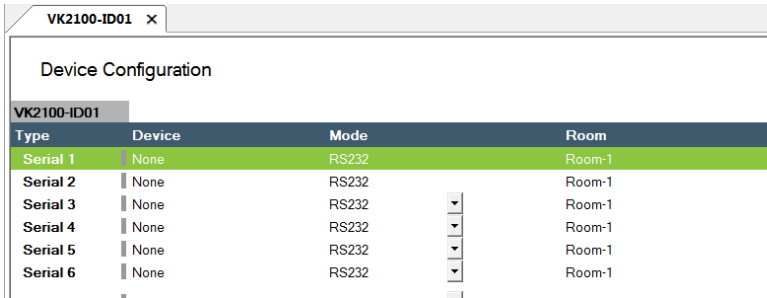 VK2100-ID01 ×
Device Configuration
VK2100-ID01
Type Device Mode Room
Serial 1 None RS232 Room-1
Serial 2 None RS232 Room-1
Serial 3 None RS232 Room-1
Serial 4 None RS232 Room-1
Serial 5 None RS232 Room-1
Serial 6 None RS232 Room-1